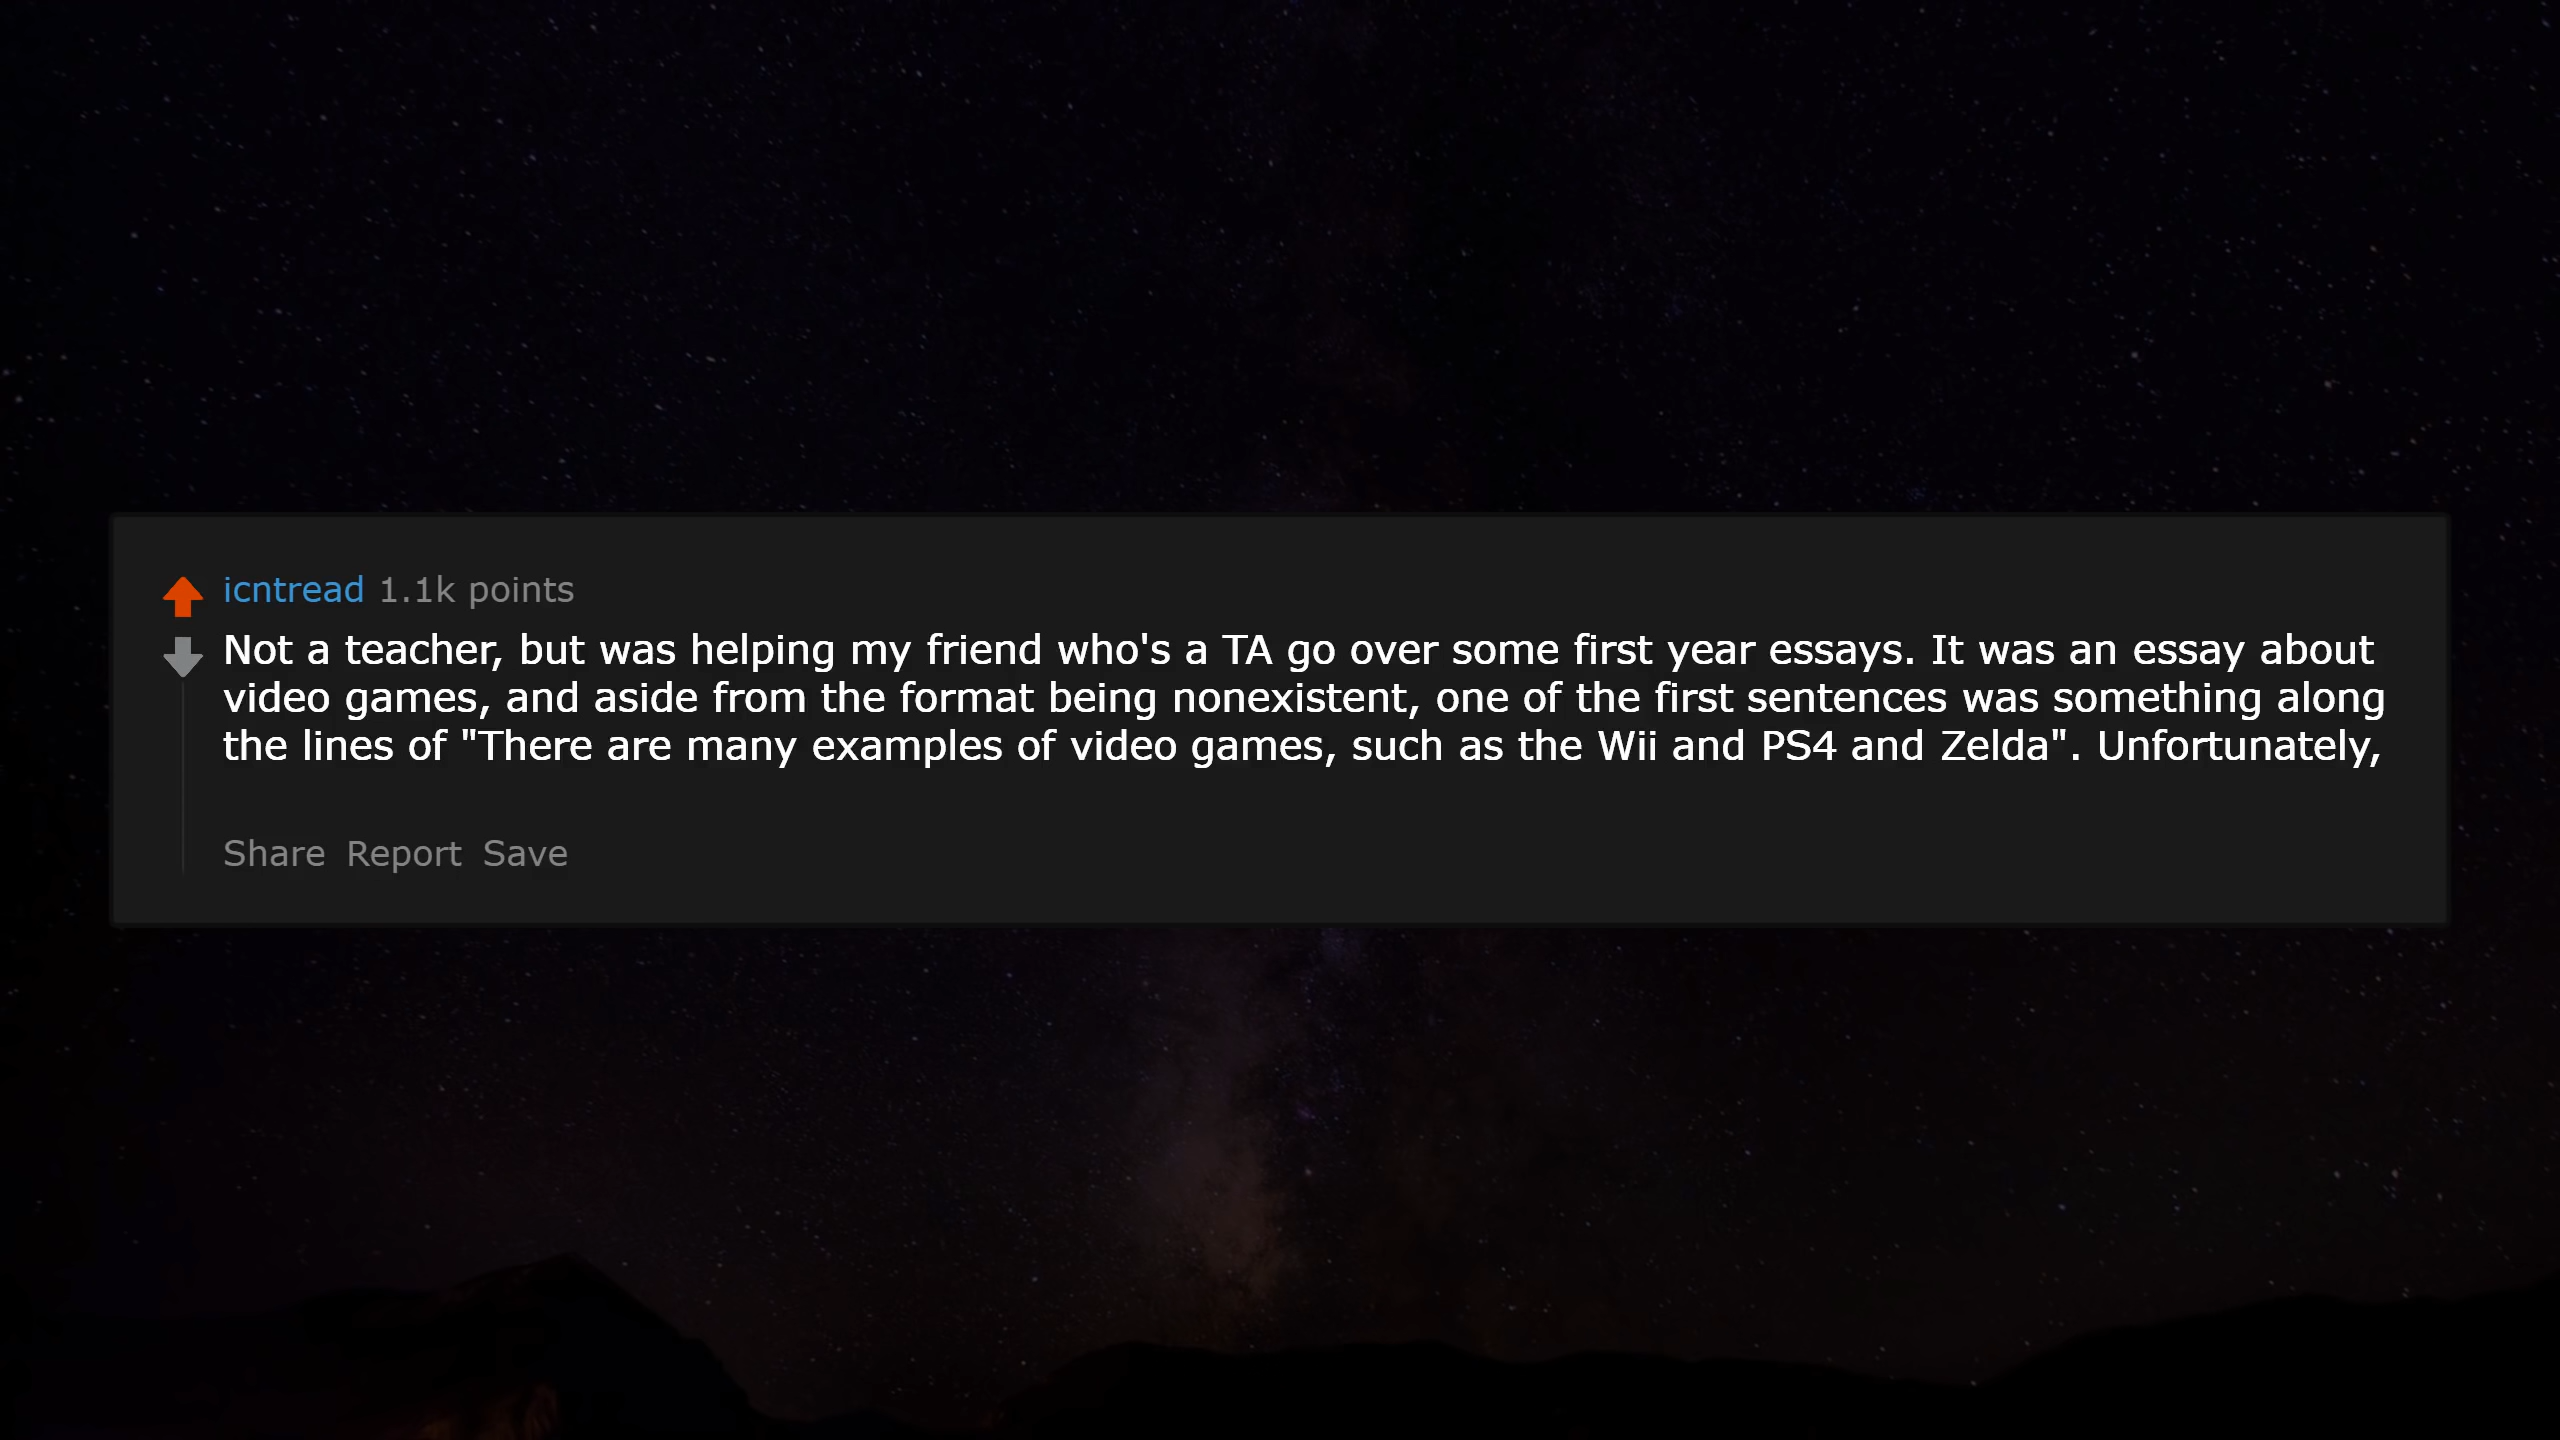 icntread 1.1k points
Not a teacher, but was helping my friend who's a TA go over some first year essays. It was an essay about
video games, and aside from the format being nonexistent, one of the first sentences was something along
the lines of "There are many examples of video games, such as the Wii and PS4 and Zelda". Unfortunately,
Share Report Save